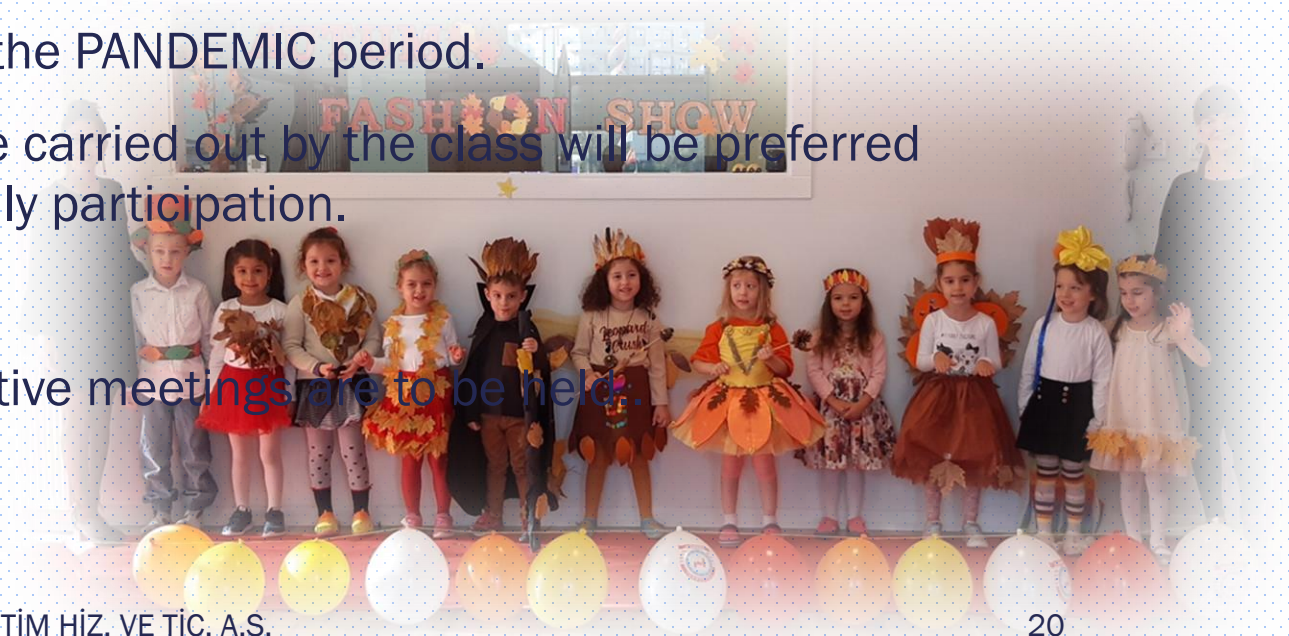 the PANDEMIC period.
FASHION SHOW
carried out by the class will be preferred
ly participation.
tive meetings are to be held..
TİM HİZ. VE TİC. A.S.
20